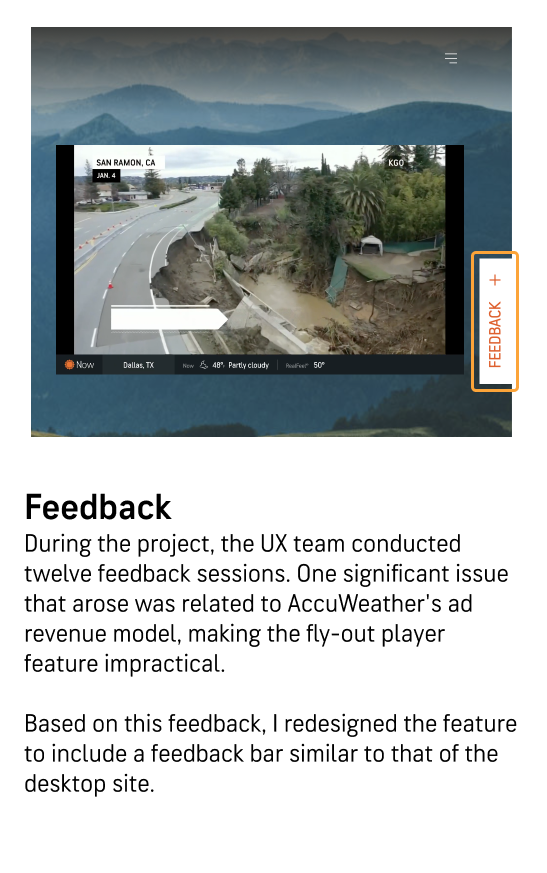 SAN RAMON, CA
KGO
JAN. 4
FEEDBACK +
Now
Dallas, TX
Now 48° Partly cloudy
RealFeel® 50°
Feedback
During the project, the UX team conducted
twelve feedback sessions. One significant issue
that arose was related to AccuWeather's ad
revenue model, making the fly-out player
feature impractical.
Based on this feedback, I redesigned the feature
to include a feedback bar similar to that of the
desktop site.